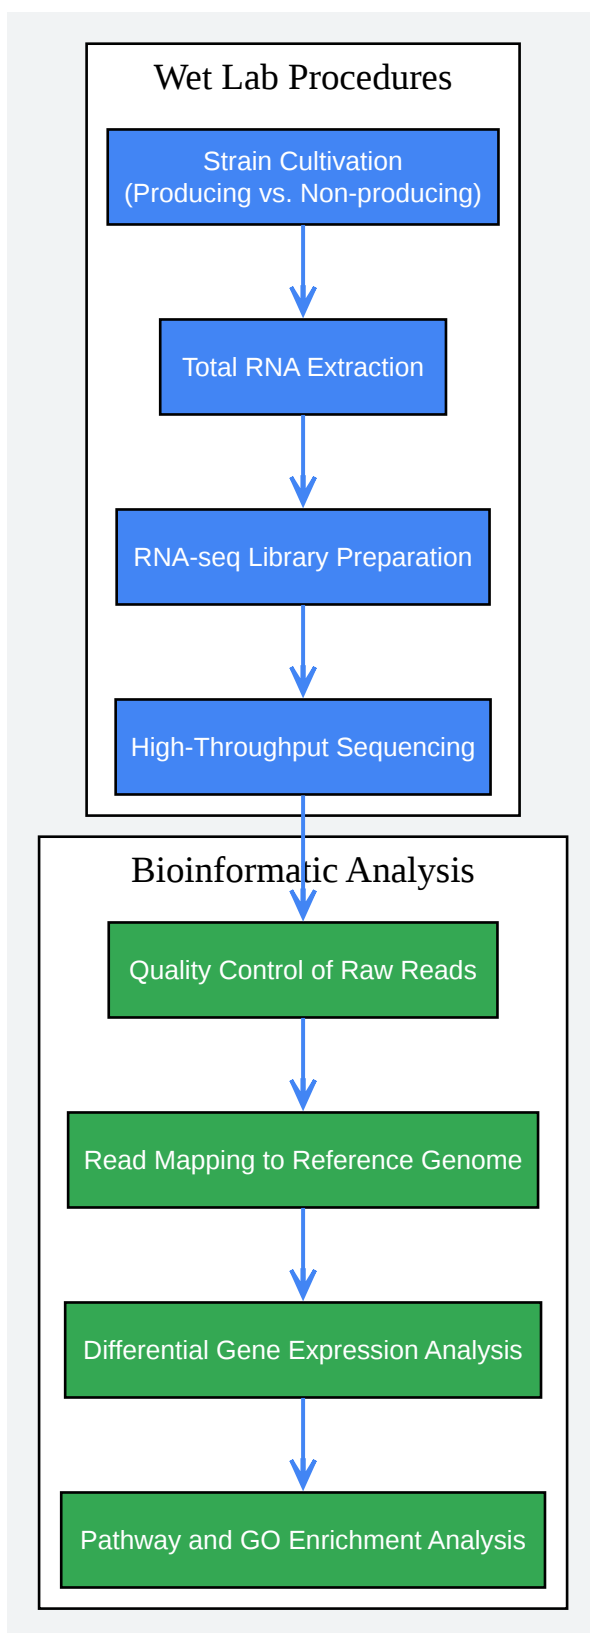 Wet Lab Procedures
Strain Cultivation
(Producing vs. Non-producing)
Total RNA Extraction
RNA-seq Library Preparation
High-Throughput Sequencing
Bioinformatic Analysis
Quality Control of Raw Reads
Read Mapping to Reference Genome
Differential Gene Expression Analysis
Pathway and GO Enrichment Analysis